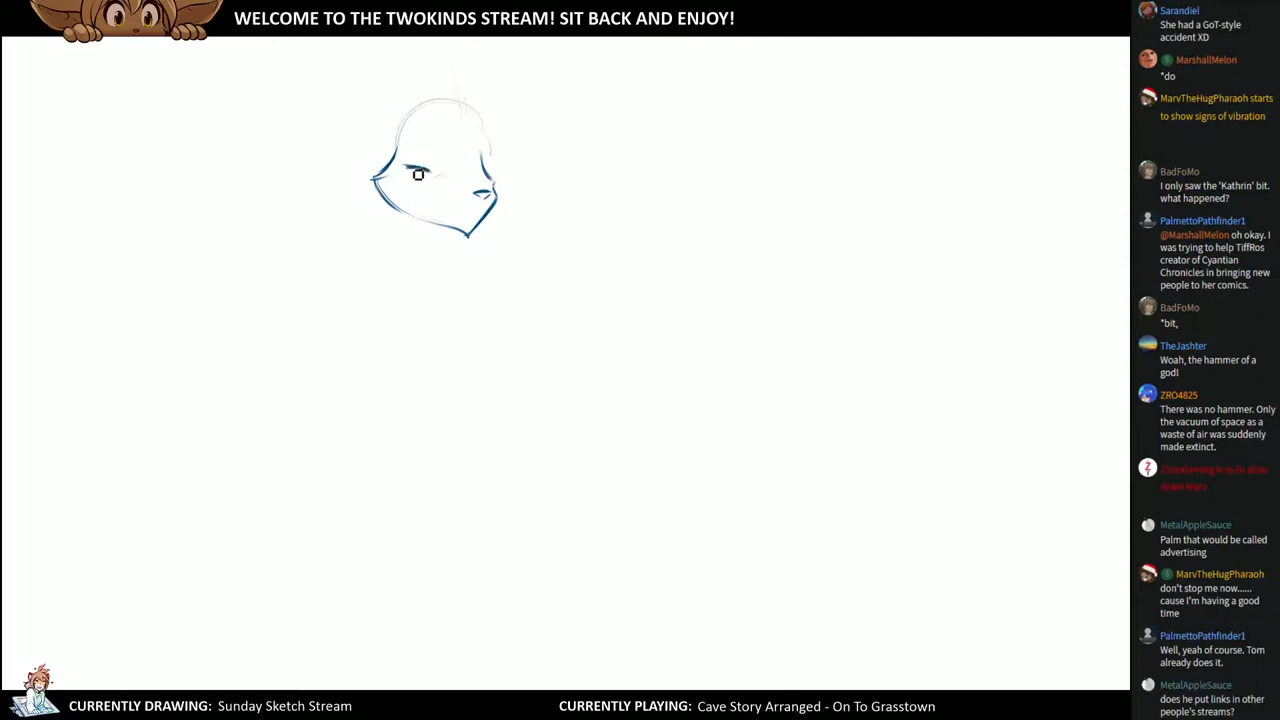 WELCOME TO THE TWOKINDS STREAM! SIT BACK AND ENJOY!
Sarandiel
She had a GoT-style
accident XD
MarshallMelon
*do
MarvTheHugPharaoh starts
to show signs of vibration
BadFoMo
I only saw the 'Kathrin' bit.
what happened?
PalmettoPathfinder1
@MarshallMelon oh okay. I
was trying to help TiffRos
creator of Cyantian
Chronicles in bringing new
people to her comics.
BadFoMo
*bit,
TheJashter
Woah, the hammer of a
god!
ZRO4825
There was no hammer. Only
the vacuum of space as a
waste of air was suddenly
made extinct.
down Marv
MetalAppleSauce
Palm that would be called
advertising
MarvTheHugPharaoh
don't stop me now......
cause I'm having a good
time
PalmettoPathfinder1
Well, yeah of course. Tom
already does it.
MetalAppleSauce
does he put links in other
people's streams?
CURRENTLY DRAWING: Sunday Sketch Stream
CURRENTLY PLAYING: Cave Story Arranged - On To Grasstown